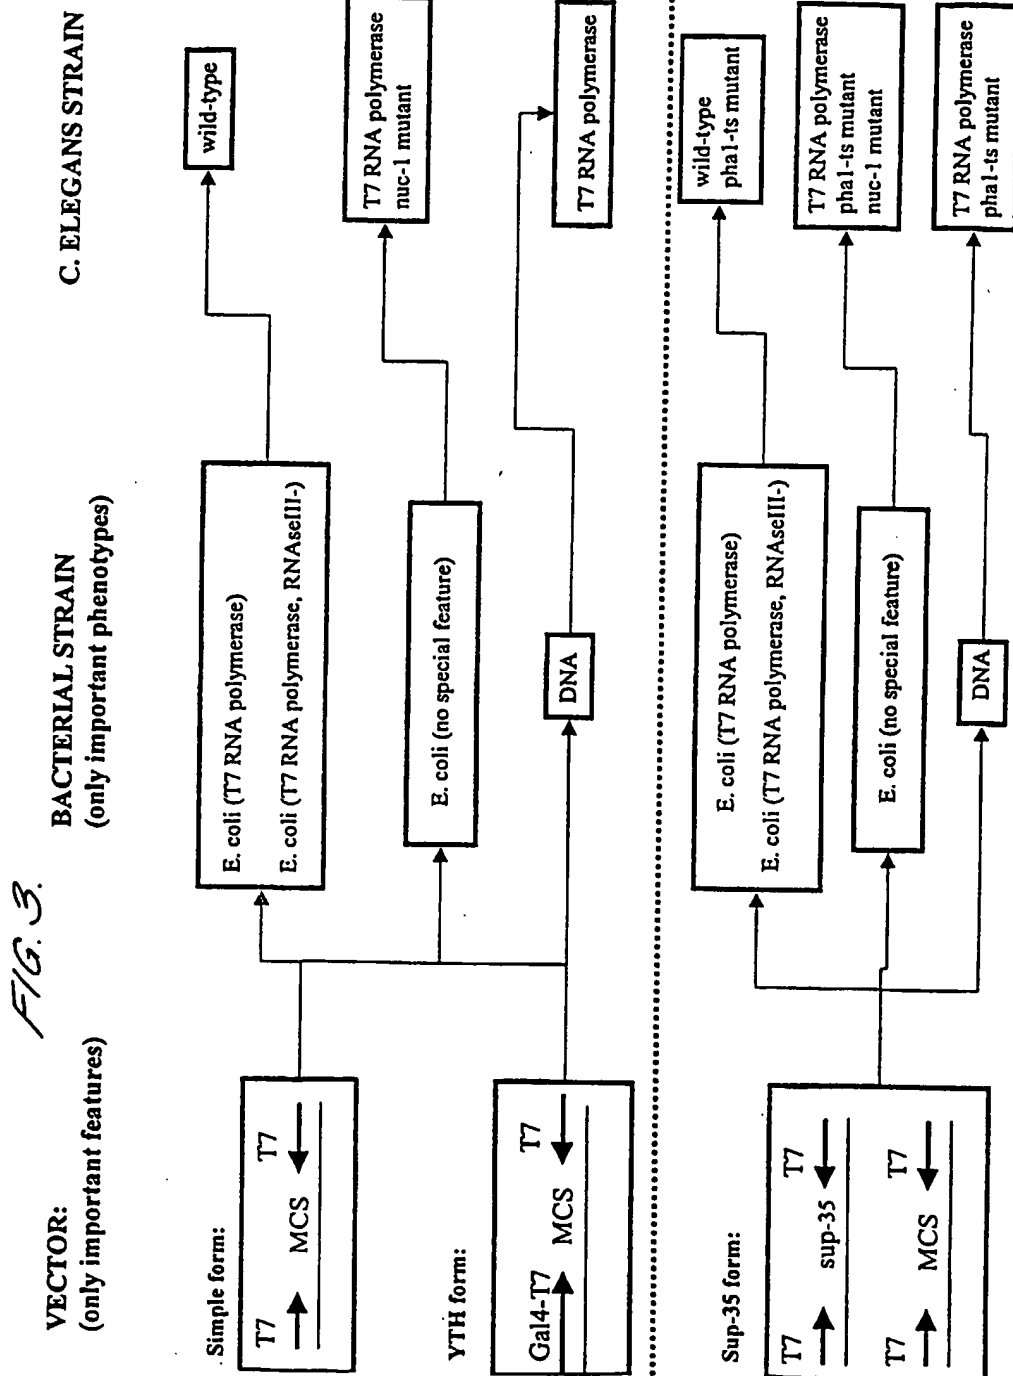 FIG. 3.
VECTOR:
(only important features)
BACTERIAL STRAIN
(only important phenotypes)
C. ELEGANS STRAIN
Simple form:
T7 T7
MCS
E. coli (T7 RNA polymerase)
E. coli (T7 RNA polymerase, RNAseIII-)
wild-type
E. coli (no special feature)
T7 RNA polymerase
nuc-1 mutant
YTH form:
Gal4-T7 T7
MCS
DNA
T7 RNA polymerase
Sup-35 form:
T7 T7
sup-35
T7 T7
MCS
E. coli (T7 RNA polymerase)
E. coli (T7 RNA polymerase, RNAseIII-)
wild-type
pha1-ts mutant
E. coli (no special feature)
T7 RNA polymerase
pha1-ts mutant
nuc-1 mutant
DNA
T7 RNA polymerase
pha1-ts mutant